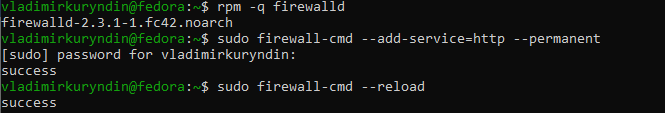 vladimirkuryndin@fedora:~$ rpm -q firewalld
firewalld-2.3.1-1.fc42.noarch
vladimirkuryndin@fedora:~$ sudo firewall-cmd --add-service=http --permanent
[sudo] password for vladimirkuryndin:
success
vladimirkuryndin@fedora:~$ sudo firewall-cmd --reload
success